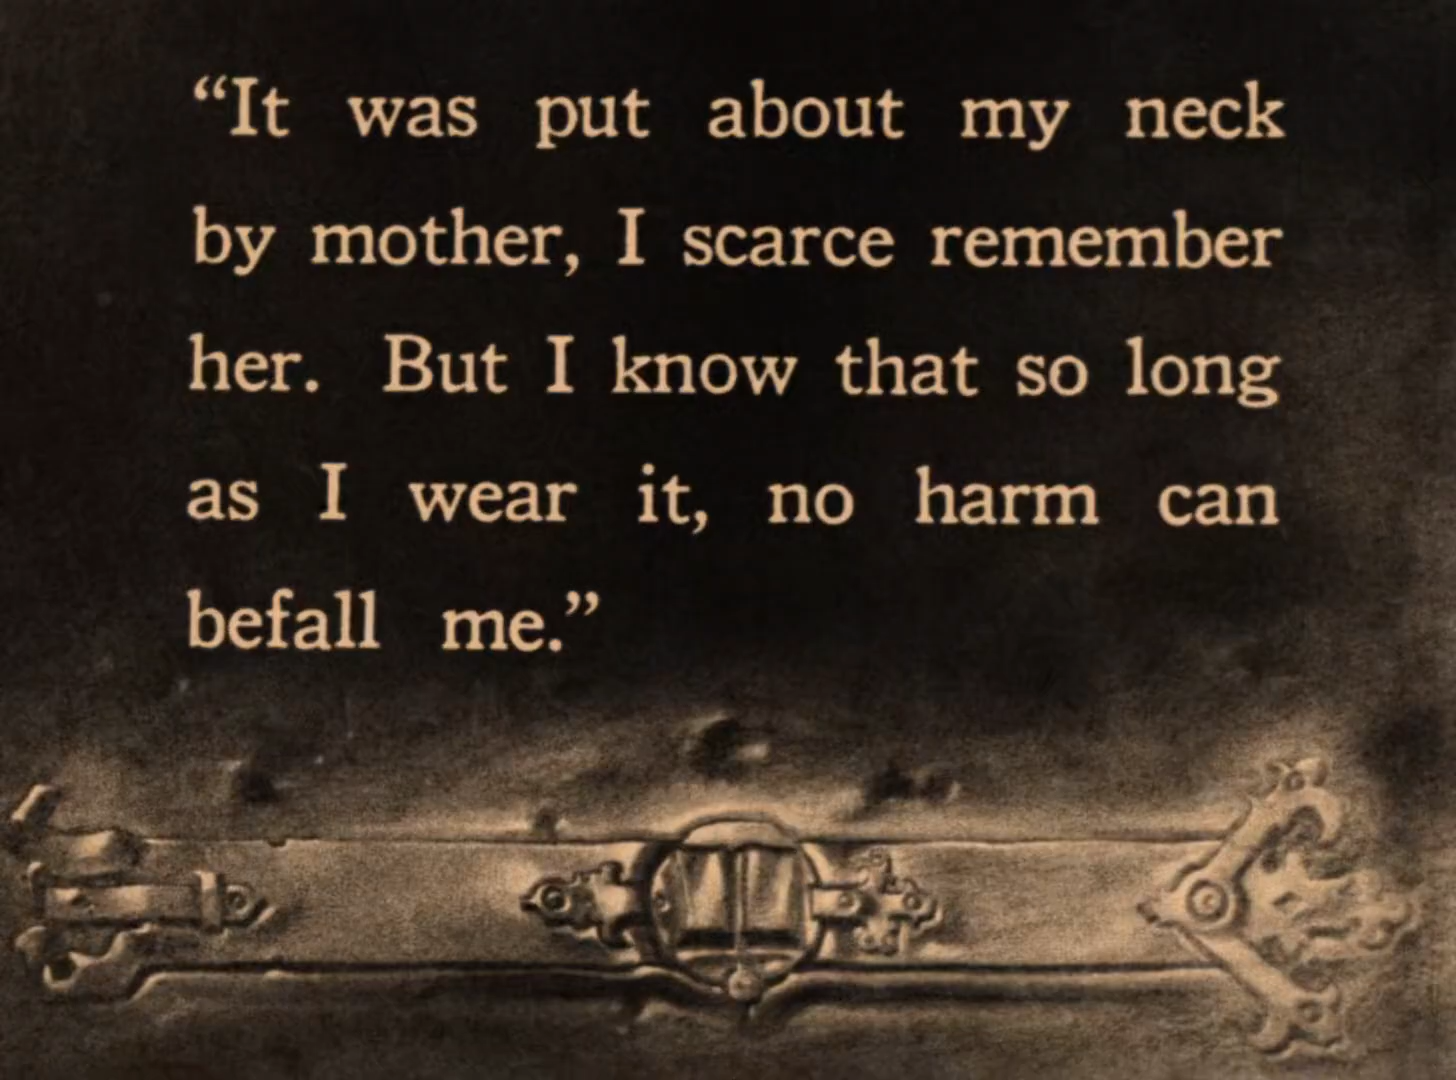 “It was put about my neck
by mother, I scarce remember
her. But I know that so long
as I wear it, no harm can
befall me.”